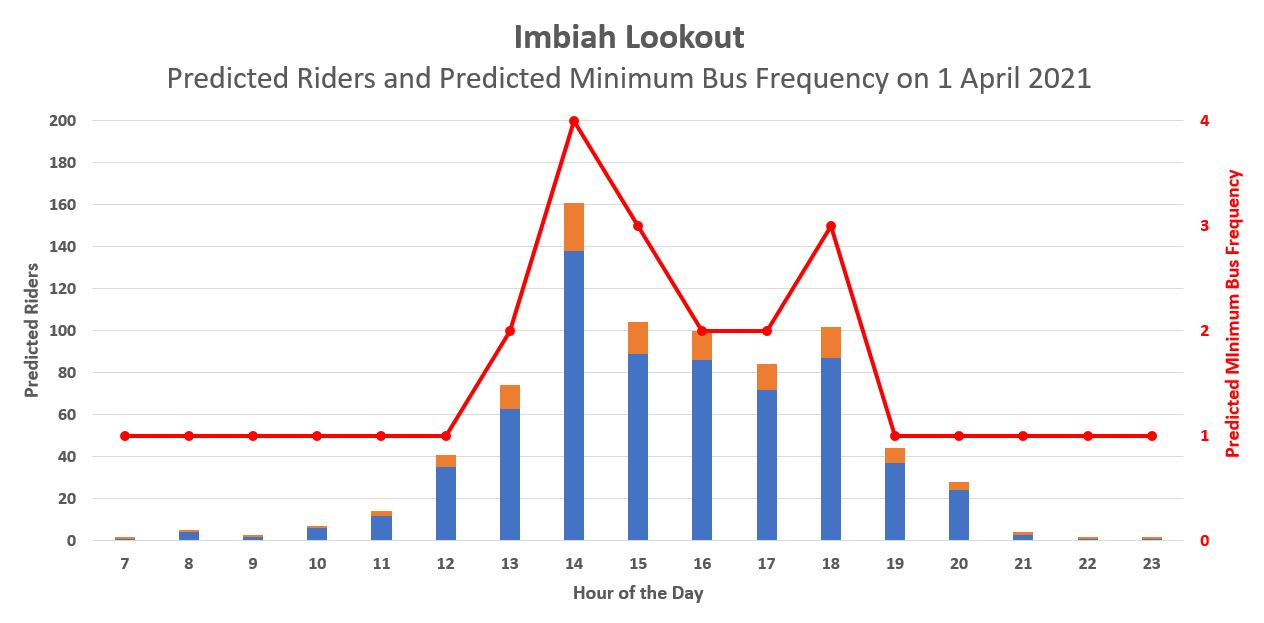 Imbiah Lookout
Predicted Riders and Predicted Minimum Bus Frequency on 1 April 2021
Predicted Riders
200
180
160
140
120
100
80
60
40
20
0
4
3
2
1
0
Predicted MInimum Bus Frequency
7 8 9 10 11 12 13 14 15 16 17 18 19 20 21 22 23
Hour of the Day